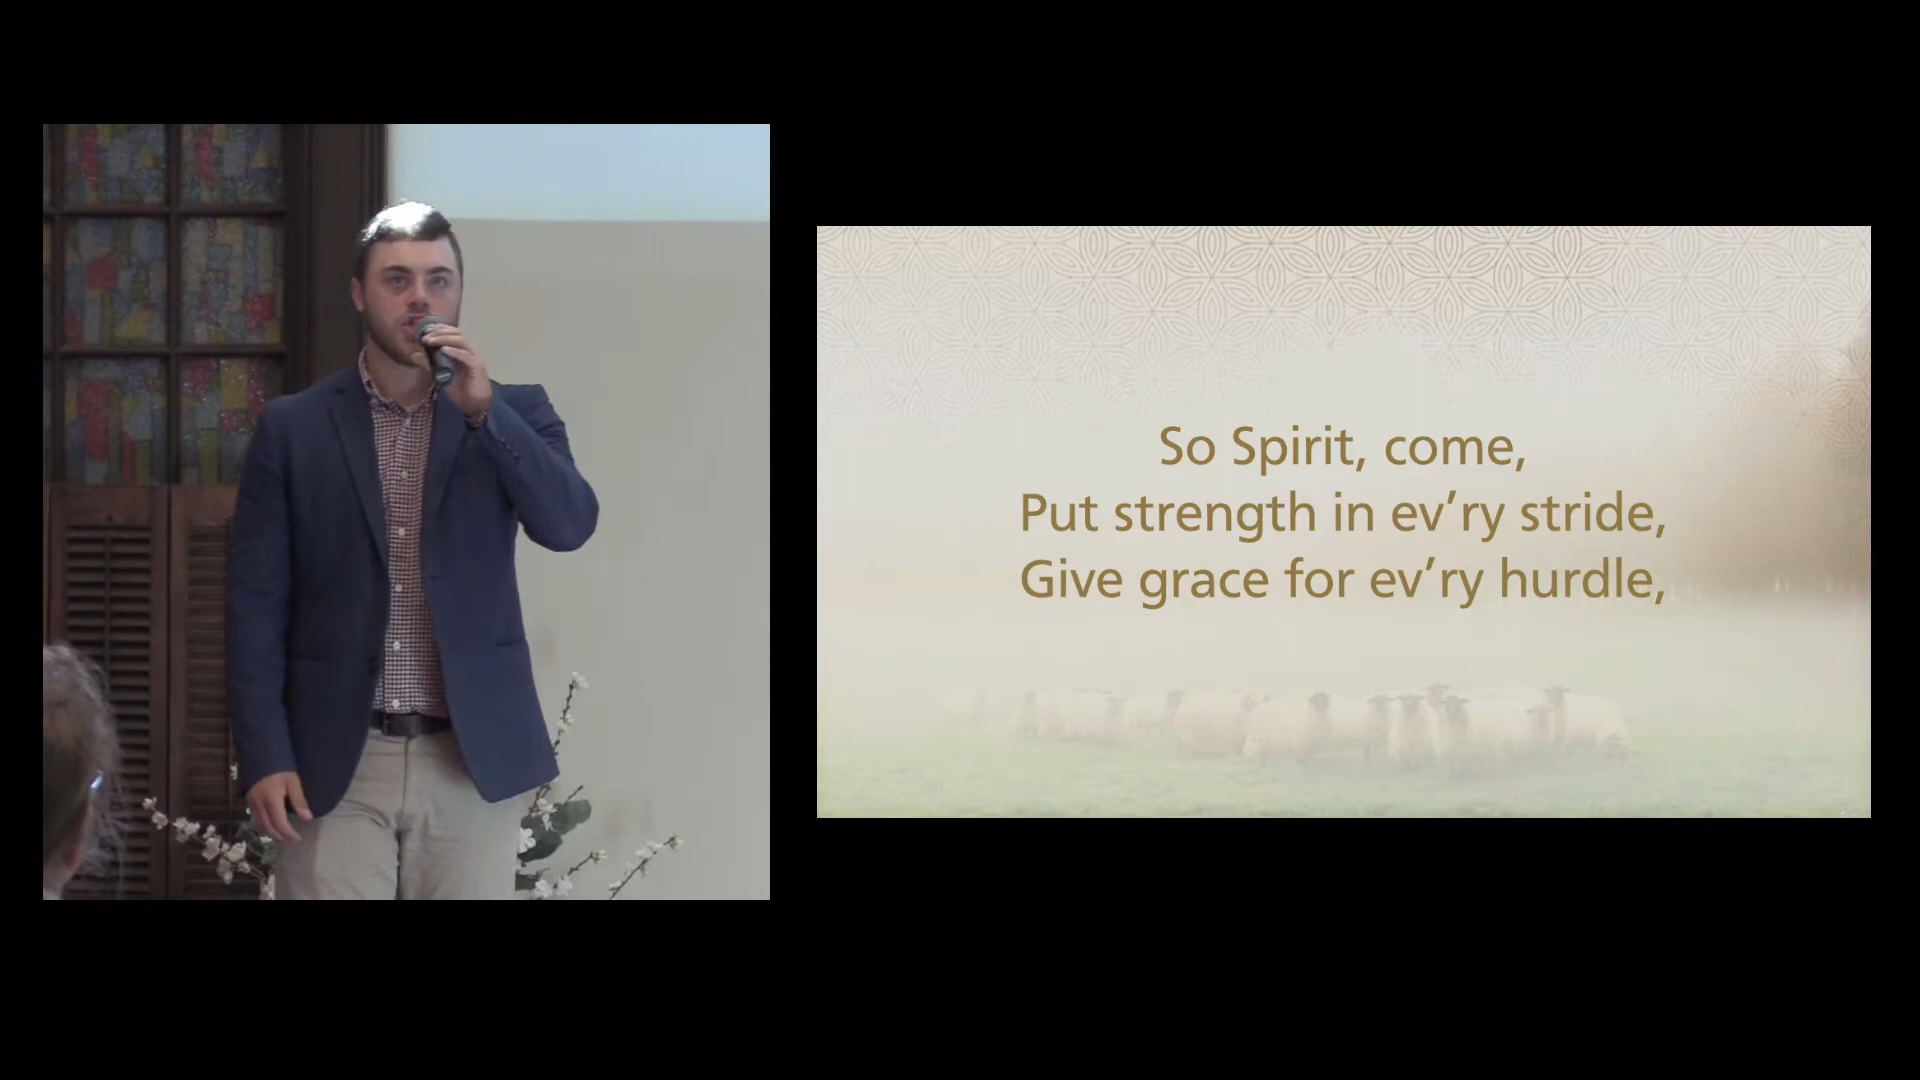 So Spirit, come,
Put strength in ev’ry stride,
Give grace for ev’ry hurdle,